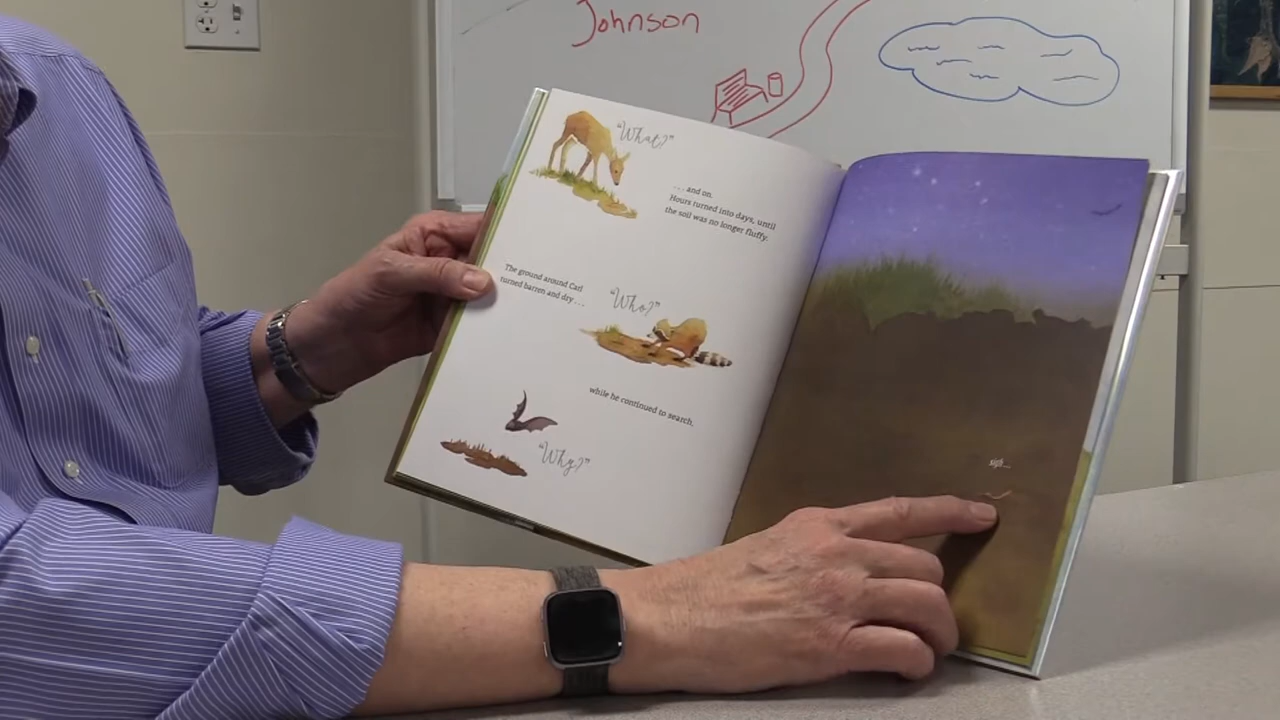 Johnson
"What?"
. . . and on.
Hours turned into days, until
the soil was no longer fluffy.
The ground around Carl
turned barren and dry . . .
"Who?"
while he continued to search.
"Why?"